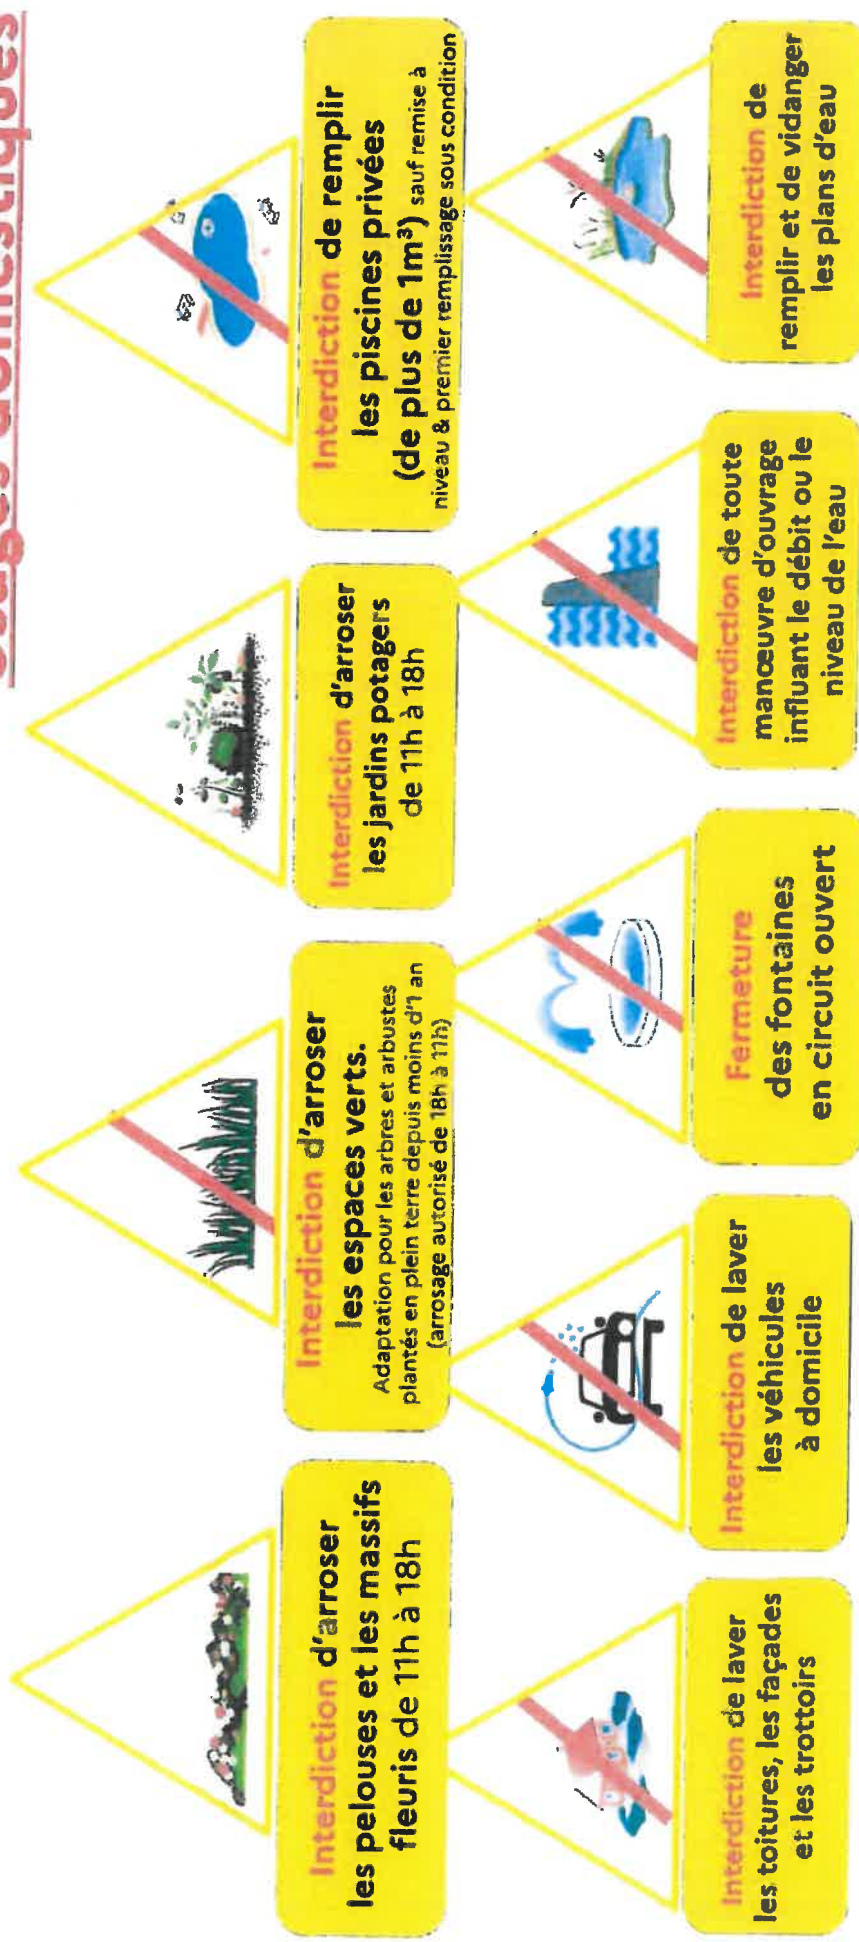 usages domestiques
Interdiction d'arroser
les pelouses et les massifs
fleuris de 11h à 18h
Interdiction d'arroser
les espaces verts.
Adaptation pour les arbres et arbustes
plantés en plein terre depuis moins d'1 an
(arrosage autorisé de 18h à 11h)
Interdiction d'arroser
les jardins potagers
de 11h à 18h
Interdiction de remplir
les piscines privées
(de plus de 1m³) sauf remise à
niveau & premier remplissage sous condition
Interdiction de laver
les toitures, les façades
et les trottoirs
Interdiction de laver
les véhicules
à domicile
Fermeture
des fontaines
en circuit ouvert
Interdiction de toute
manœuvre d'ouvrage
influant le débit ou le
niveau de l'eau
Interdiction de
remplir et de vidanger
les plans d'eau